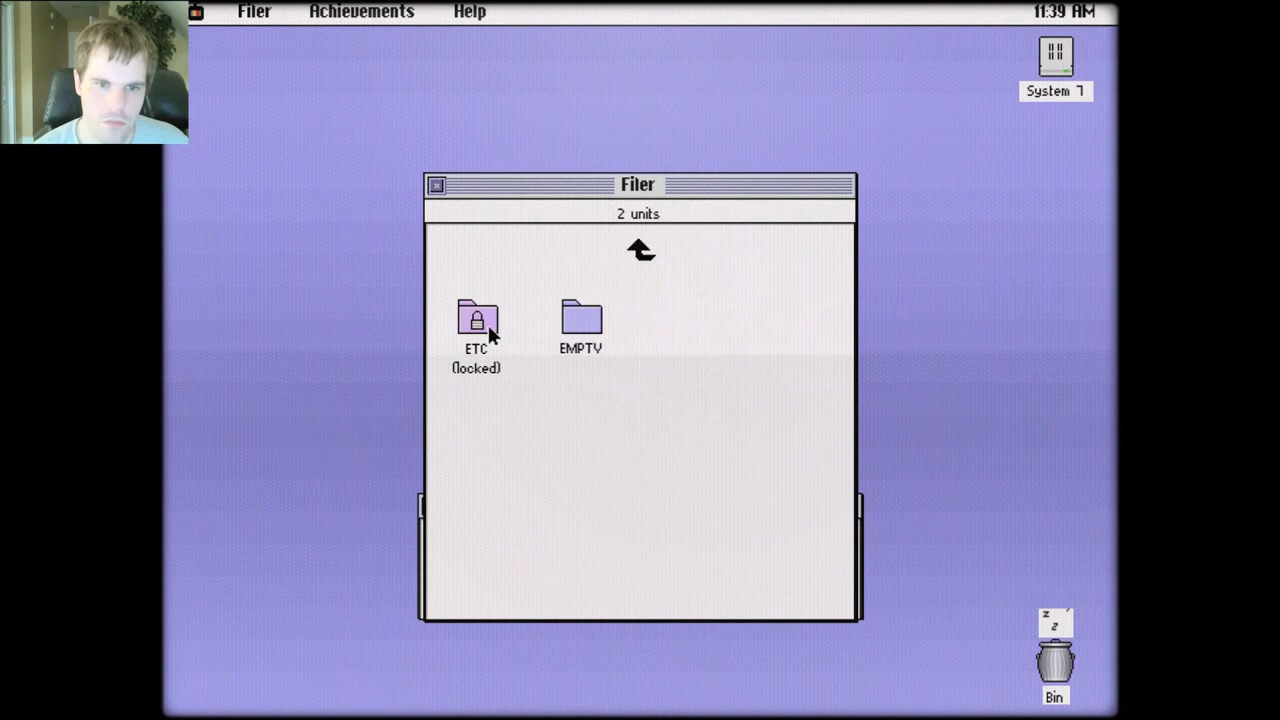 Filer Achievements Help 11:39 AM
System 7
Filer
2 units
ETC
(locked)
EMPTY
z
z
Bin